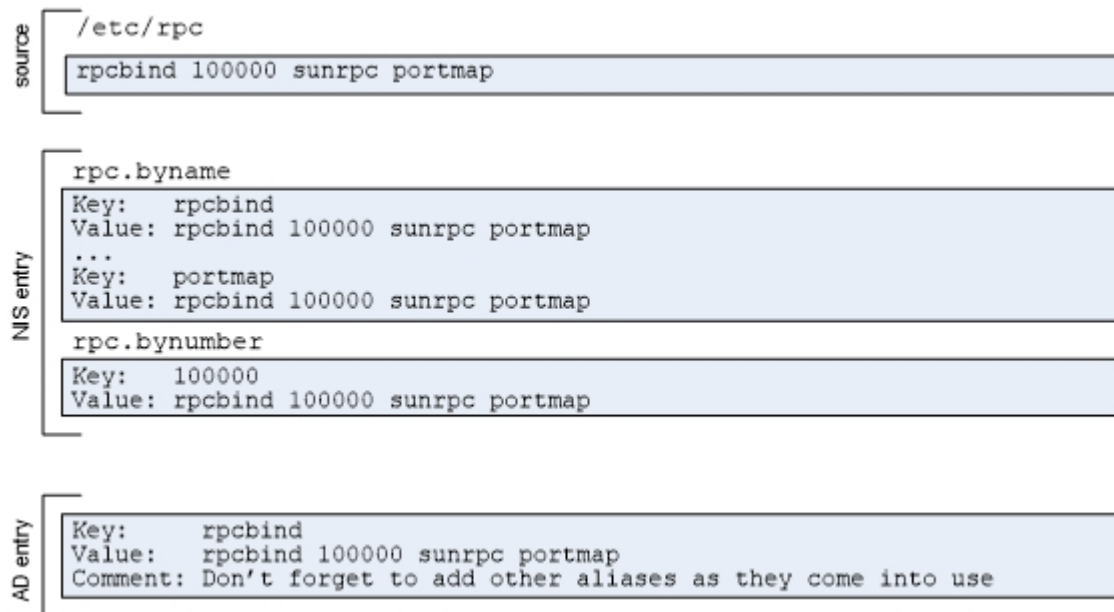 source
/etc/rpc
rpcbind 100000 sunrpc portmap
NIS entry
rpc.byname
Key: rpcbind
Value: rpcbind 100000 sunrpc portmap
...
Key: portmap
Value: rpcbind 100000 sunrpc portmap
rpc.bynumber
Key: 100000
Value: rpcbind 100000 sunrpc portmap
AD entry
Key: rpcbind
Value: rpcbind 100000 sunrpc portmap
Comment: Don't forget to add other aliases as they come into use